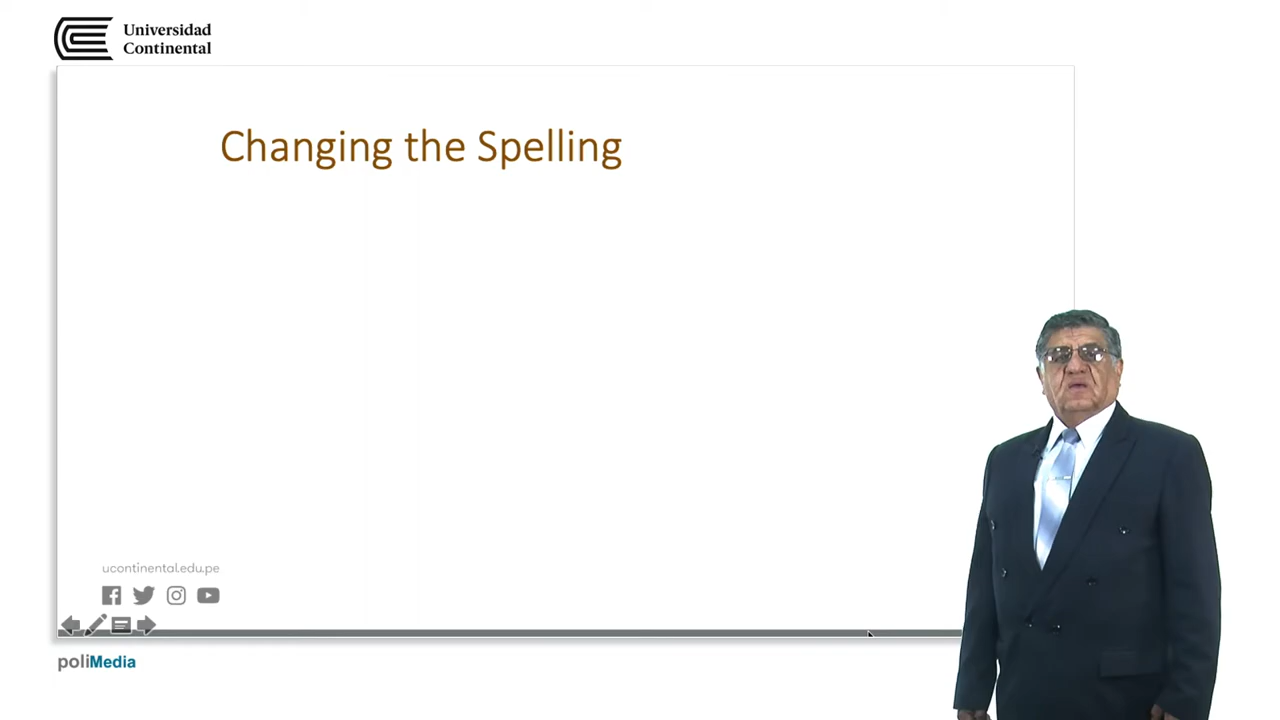 Universidad
Continental
Changing the Spelling
ucontinental.edu.pe
poliMedia